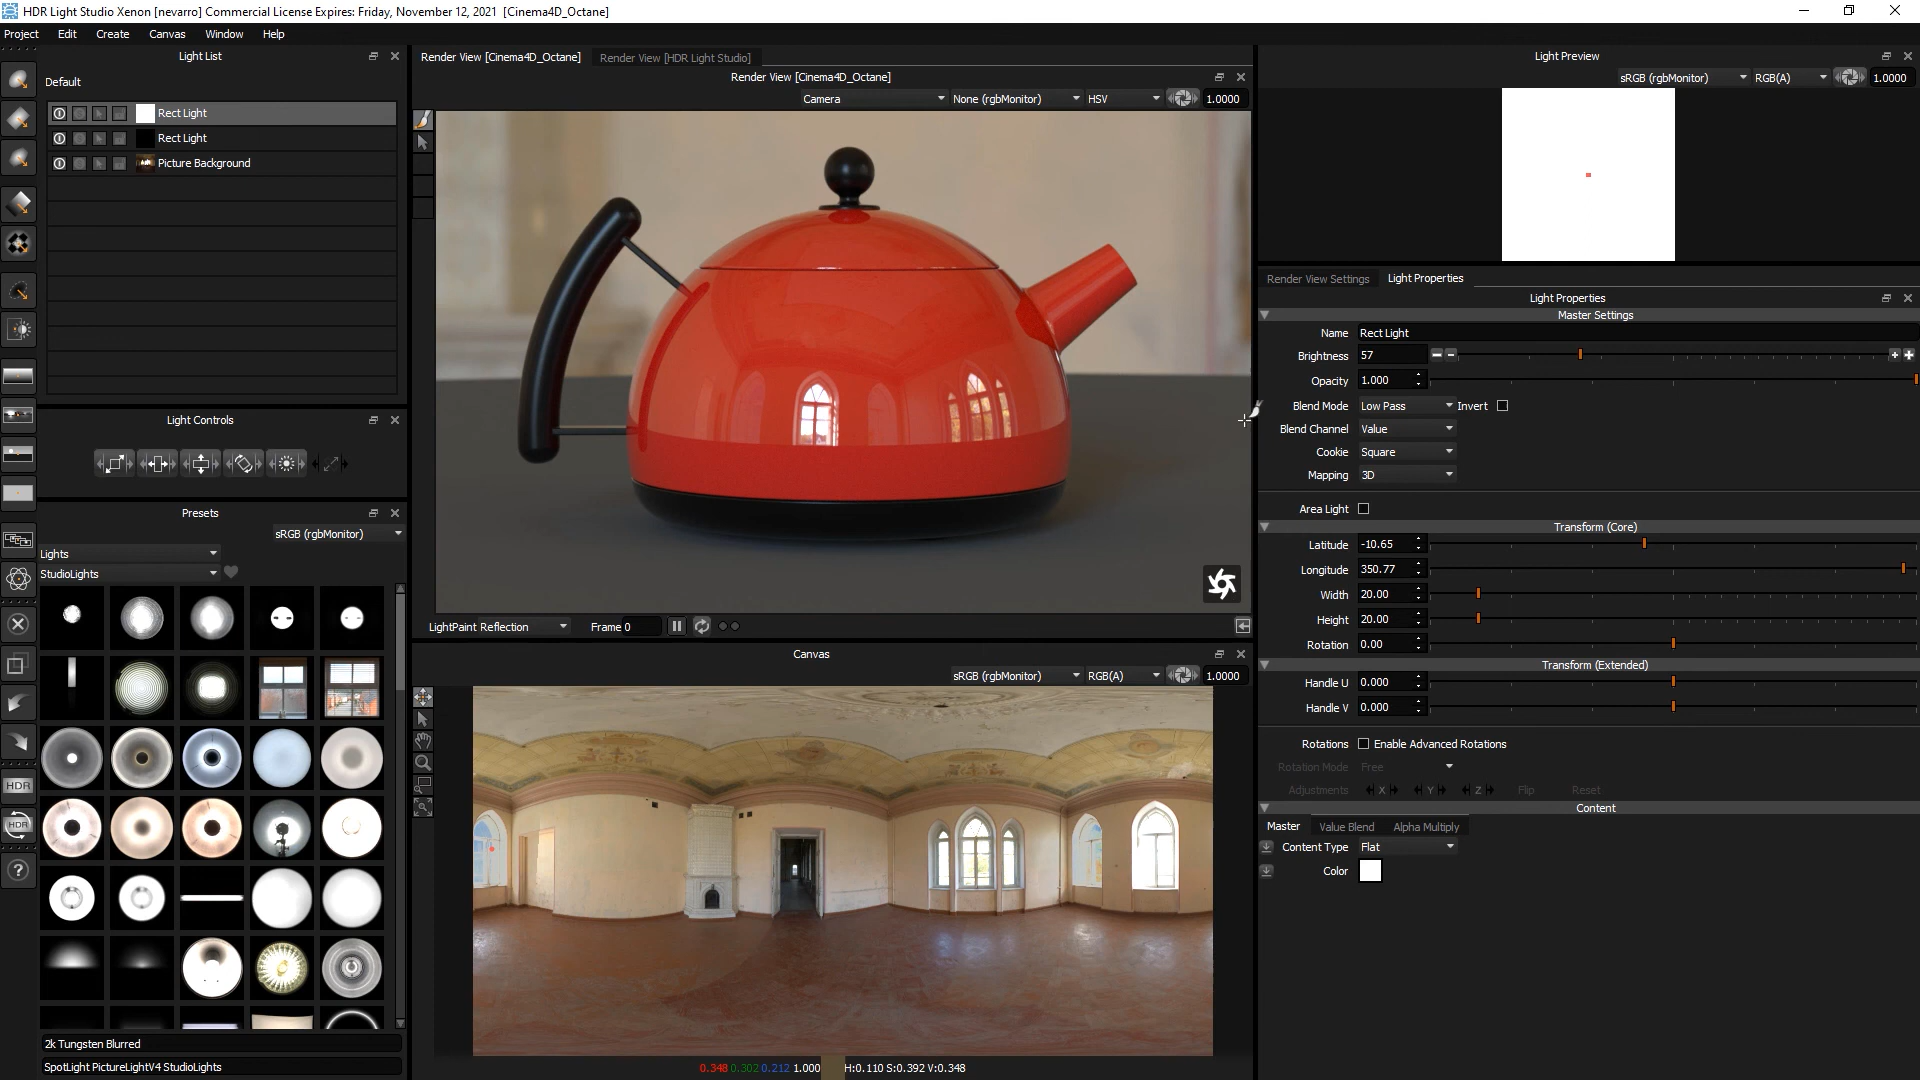 HDR Light Studio Xenon [nevarro] Commercial License Expires: Friday, November 12, 2021 [Cinema4D_Octane]
Project Edit Create Canvas Window Help
Light List
Default
Rect Light
Rect Light
Picture Background
Light Controls
Presets
sRGB (rgbMonitor)
Lights
StudioLights
HDR
HDR
?
2k Tungsten Blurred
SpotLight PictureLightV4 StudioLights
Render View [Cinema4D_Octane] Render View [HDR Light Studio]
Render View [Cinema4D_Octane]
Camera None (rgbMonitor) HSV 1.0000
LightPaint Reflection Frame 0
Canvas
sRGB (rgbMonitor) RGB(A) 1.0000
0.348 0.302 0.212 1.000 H:0.110 S:0.392 V:0.348
Light Preview
sRGB (rgbMonitor) RGB(A) 1.0000
Render View Settings Light Properties
Light Properties
Master Settings
Name Rect Light
Brightness 57
Opacity 1.000
Blend Mode Low Pass Invert
Blend Channel Value
Cookie Square
Mapping 3D
Area Light
Transform (Core)
Latitude -10.65
Longitude 350.77
Width 20.00
Height 20.00
Rotation 0.00
Transform (Extended)
Handle U 0.000
Handle V 0.000
Rotations Enable Advanced Rotations
Rotation Mode Free
Adjustments X Y Z Flip Reset
Content
Master Value Blend Alpha Multiply
Content Type Flat
Color